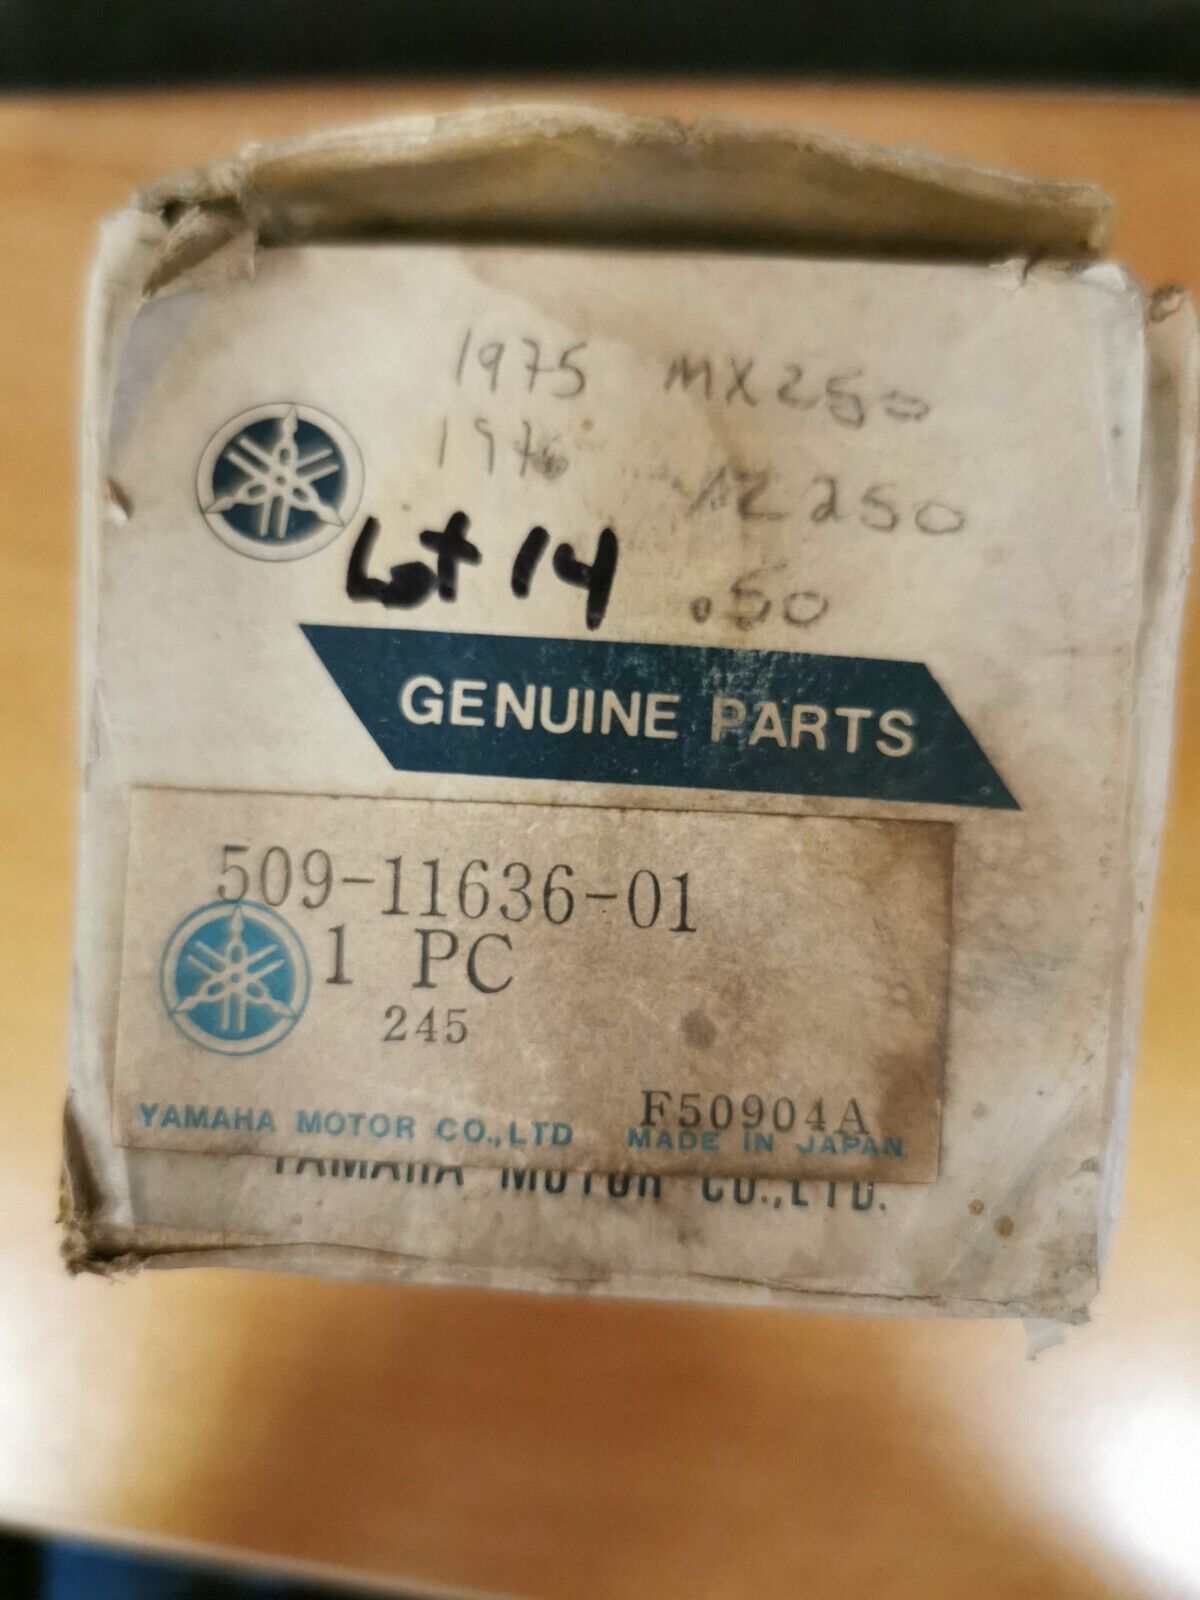 1975 MX250
1976 YZ250
Lot 14 .50
GENUINE PARTS
509-11636-01
1 PC
245
F50904A
YAMAHA MOTOR CO.,LTD MADE IN JAPAN
YAMAHA MOTOR CO.,LTD.